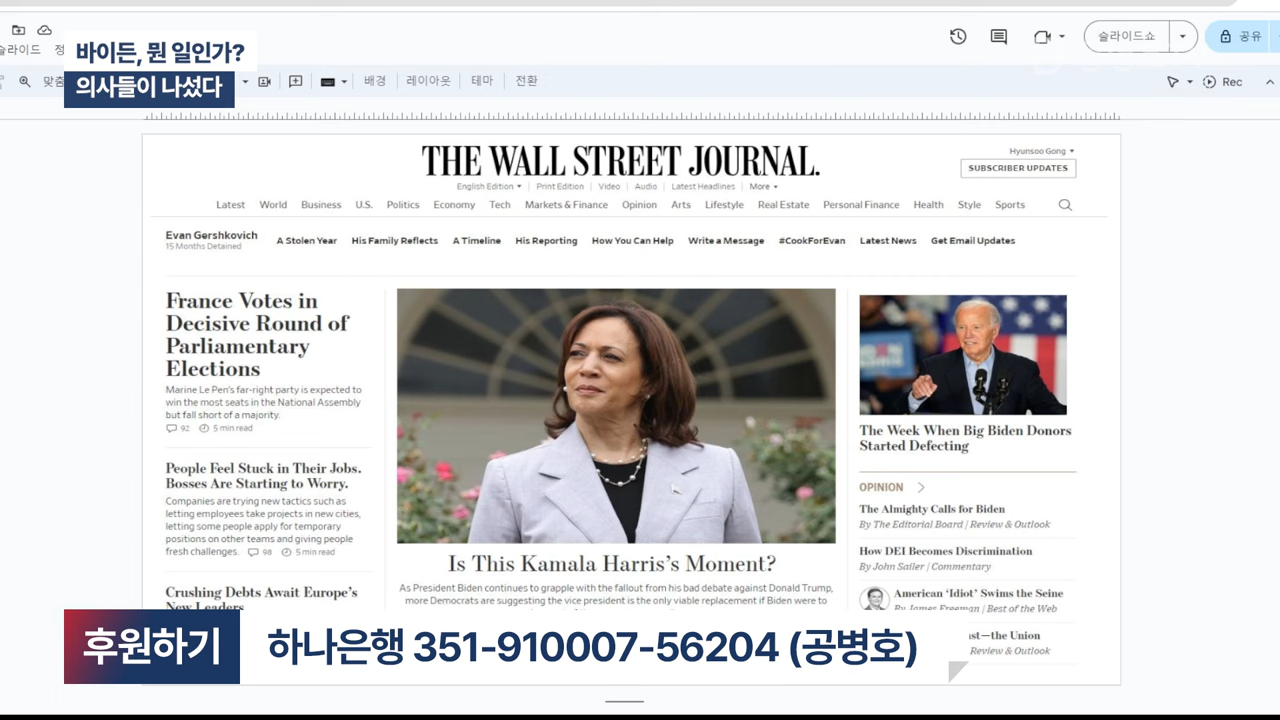 바이든, 뭔 일인가?
의사들이 나섰다
슬라이드쇼
공유
배경
레이아웃
테마
전환
Rec
Hyunsoo Gong
THE WALL STREET JOURNAL.
SUBSCRIBER UPDATES
English Edition
Print Edition
Video
Audio
Latest Headlines
More
Latest World Business U.S. Politics Economy Tech Markets & Finance Opinion Arts Lifestyle Real Estate Personal Finance Health Style Sports
Evan Gershkovich
15 Months Detained
A Stolen Year His Family Reflects A Timeline His Reporting How You Can Help Write a Message #CookForEvan Latest News Get Email Updates
France Votes in
Decisive Round of
Parliamentary
Elections
Marine Le Pen's far-right party is expected to
win the most seats in the National Assembly
but fall short of a majority.
92 5 min read
People Feel Stuck in Their Jobs.
Bosses Are Starting to Worry.
Companies are trying new tactics such as
letting employees take projects in new cities,
letting some people apply for temporary
positions on other teams and giving people
fresh challenges. 98 5 min read
Crushing Debts Await Europe's
New Leaders
Is This Kamala Harris's Moment?
As President Biden continues to grapple with the fallout from his bad debate against Donald Trump,
more Democrats are suggesting the vice president is the only viable replacement if Biden were to
The Week When Big Biden Donors
Started Defecting
OPINION
The Almighty Calls for Biden
By The Editorial Board | Review & Outlook
How DEI Becomes Discrimination
By John Sailer | Commentary
American 'Idiot' Swims the Seine
By James Freeman | Best of the Web
st—the Union
Review & Outlook
후원하기
하나은행 351-910007-56204 (공병호)